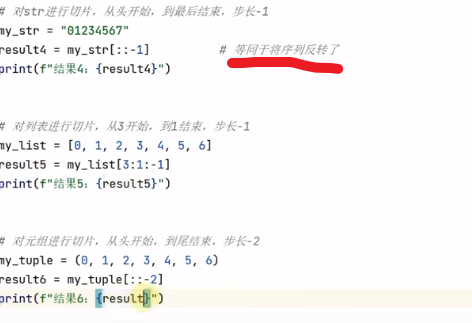 # 对str进行切片，从头开始，到最后结束，步长-1
my_str = "01234567"
result4 = my_str[::-1]          # 等同于将序列反转了
print(f"结果4：{result4}")
# 对列表进行切片，从3开始，到1结束，步长-1
my_list = [0, 1, 2, 3, 4, 5, 6]
result5 = my_list[3:1:-1]
print(f"结果5：{result5}")
# 对元组进行切片，从头开始，到尾结束，步长-2
my_tuple = (0, 1, 2, 3, 4, 5, 6)
result6 = my_tuple[::-2]
print(f"结果6：{result}")